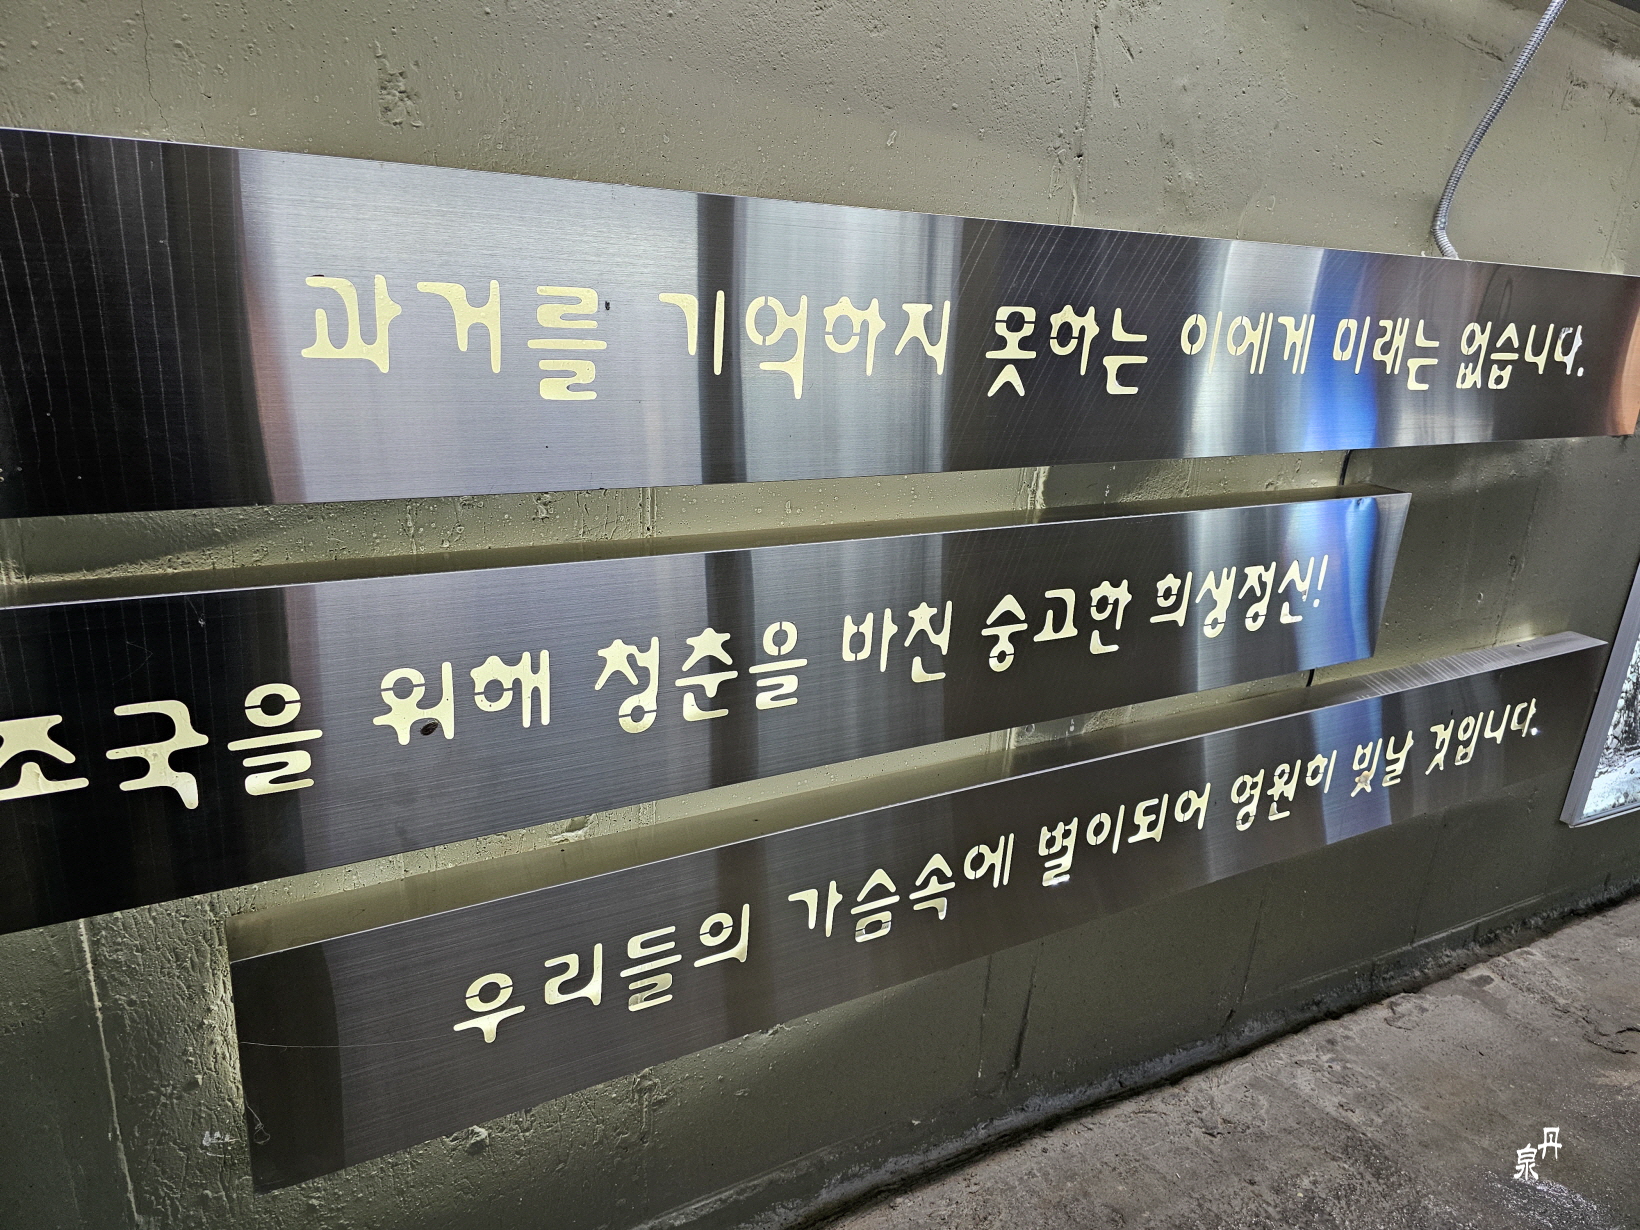 과거를 기억하지 못하는 이에게 미래는 없습니다.
조국을 위해 청춘을 바친 숭고한 희생정신!
우리들의 가슴속에 별이되어 영원히 빛날 것입니다.
丹
泉